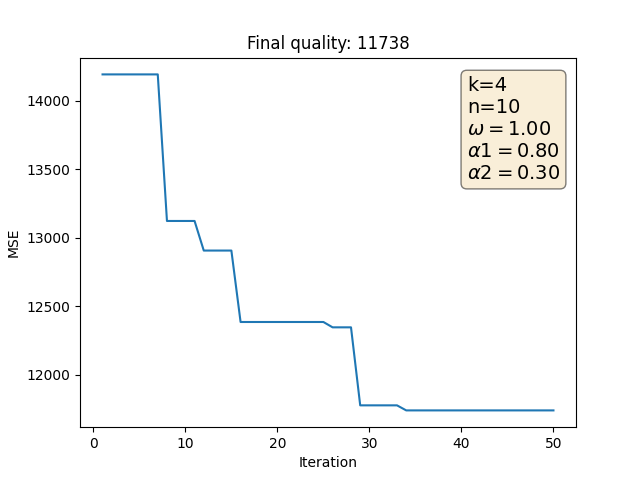 Final quality: 11738
k=4
n=10
ω = 1.00
α1 = 0.80
α2 = 0.30
14000
13500
13000
12500
12000
MSE
0 10 20 30 40 50
Iteration